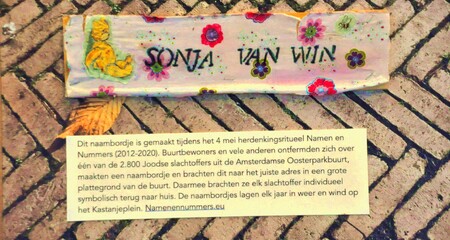 SONJA VAN WIN
Dit naambordje is gemaakt tijdens het 4 mei herdenkingsritueel Namen en
Nummers (2012-2020). Buurtbewoners en vele anderen ontfermden zich over
één van de 2.800 Joodse slachtoffers uit de Amsterdamse Oosterparkbuurt,
maakten een naambordje en brachten dit naar het juiste adres in een grote
plattegrond van de buurt. Daarmee brachten ze elk slachtoffer individueel
symbolisch terug naar huis. De naambordjes lagen elk jaar in weer en wind op
het Kastanjeplein. Namenennummers.eu